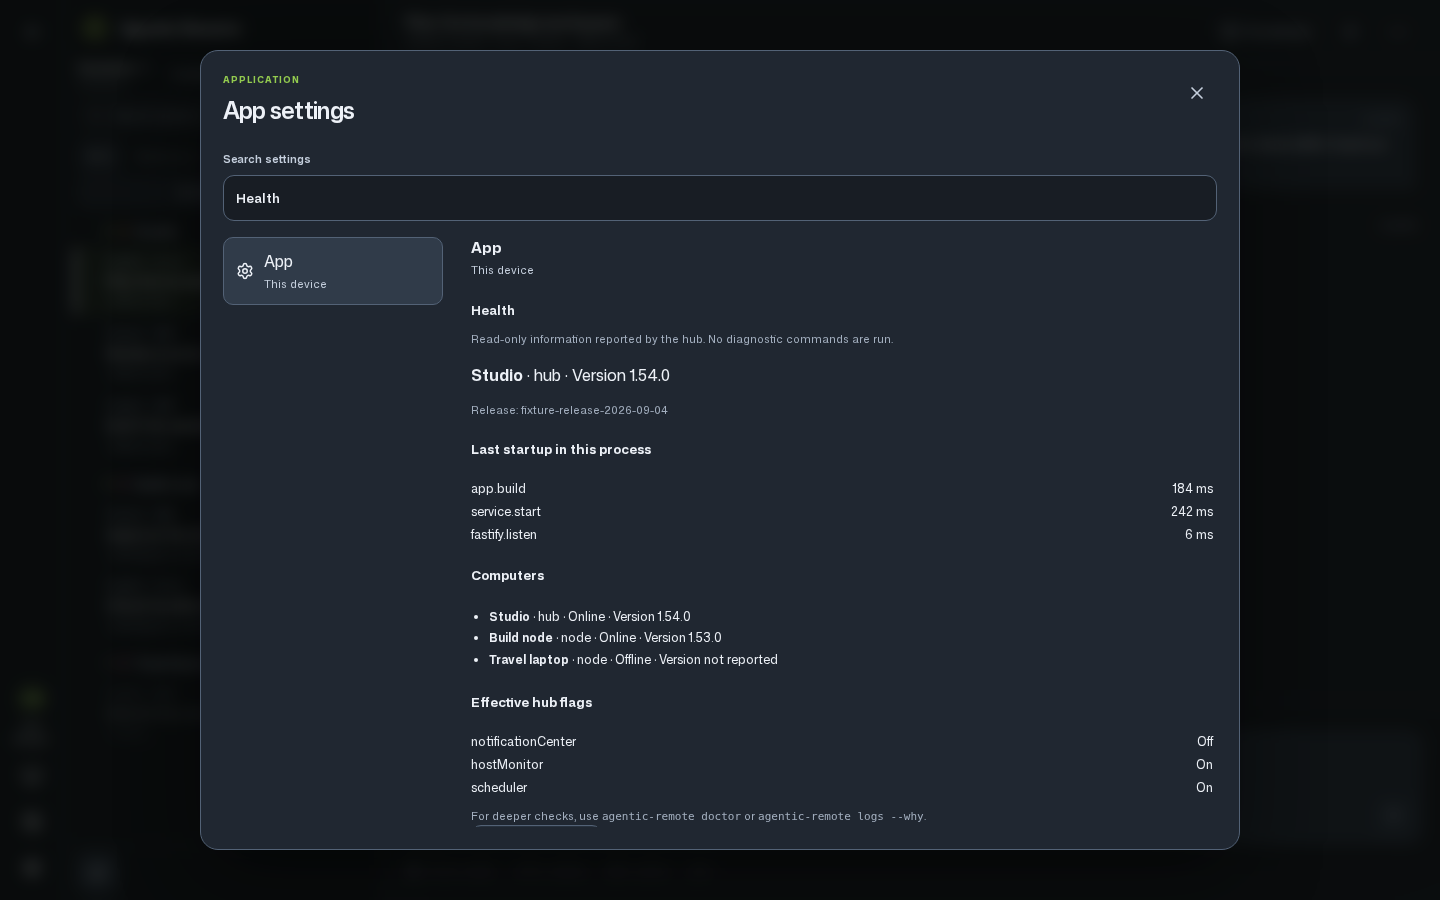 APPLICATION
App settings
Search settings
Health
App
This device
App
This device
Health
Read-only information reported by the hub. No diagnostic commands are run.
Studio · hub · Version 1.54.0
Release: fixture-release-2026-09-04
Last startup in this process
app.build 184 ms
service.start 242 ms
fastify.listen 6 ms
Computers
• Studio · hub · Online · Version 1.54.0
• Build node · node · Online · Version 1.53.0
• Travel laptop · node · Offline · Version not reported
Effective hub flags
notificationCenter Off
hostMonitor On
scheduler On
For deeper checks, use agentic-remote doctor or agentic-remote logs --why.